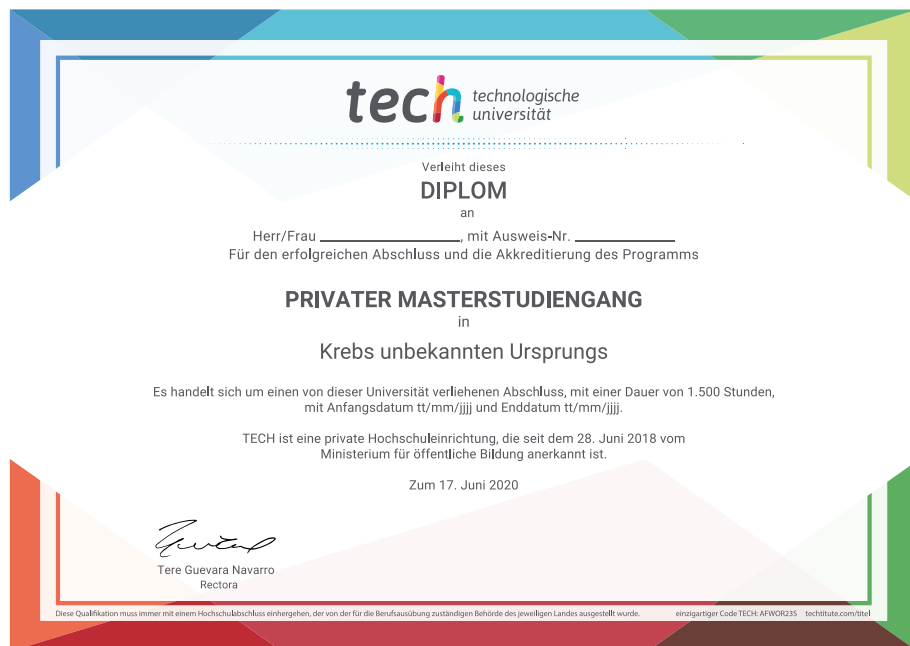 tech technologische
universität
Verleiht dieses
DIPLOM
an
Herr/Frau ____________________, mit Ausweis-Nr. ______________
Für den erfolgreichen Abschluss und die Akkreditierung des Programms
PRIVATER MASTERSTUDIENGANG
in
Krebs unbekannten Ursprungs
Es handelt sich um einen von dieser Universität verliehenen Abschluss, mit einer Dauer von 1.500 Stunden,
mit Anfangsdatum tt/mm/jjjj und Enddatum tt/mm/jjjj.
TECH ist eine private Hochschuleinrichtung, die seit dem 28. Juni 2018 vom
Ministerium für öffentliche Bildung anerkannt ist.
Zum 17. Juni 2020
Tere Guevara Navarro
Rectora
Diese Qualifikation muss immer mit einem Hochschulabschluss einhergehen, der von der für die Berufsausübung zuständigen Behörde des jeweiligen Landes ausgestellt wurde. einzigartiger Code TECH: AFWOR23S techtitute.com/titel